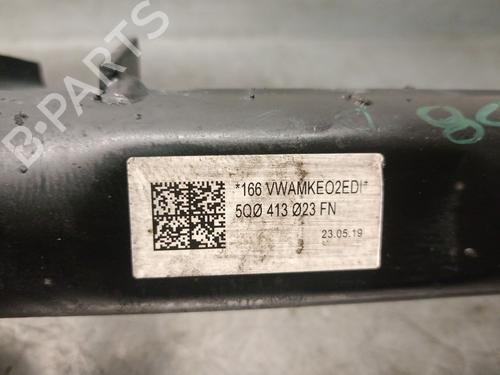 B-PARTS
*166 VWAMKEO2EDI*
5QØ 413 Ø23 FN
23.05.19